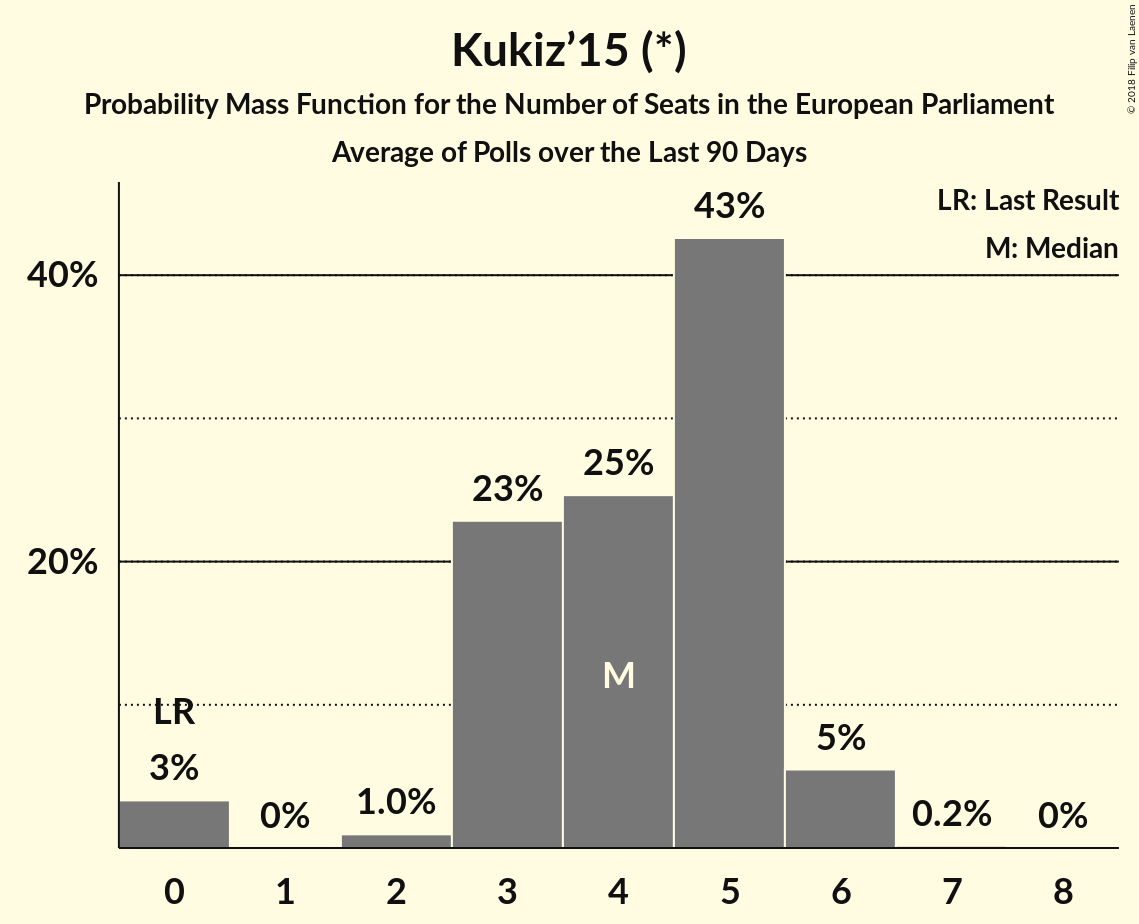 Kukiz’15 (*)
Probability Mass Function for the Number of Seats in the European Parliament
Average of Polls over the Last 90 Days
© 2018 Filip van Laenen
LR: Last Result
M: Median
43%
40%
25%
23%
20%
M
LR
5%
3%
1.0%
0%
0.2%
0%
0 1 2 3 4 5 6 7 8